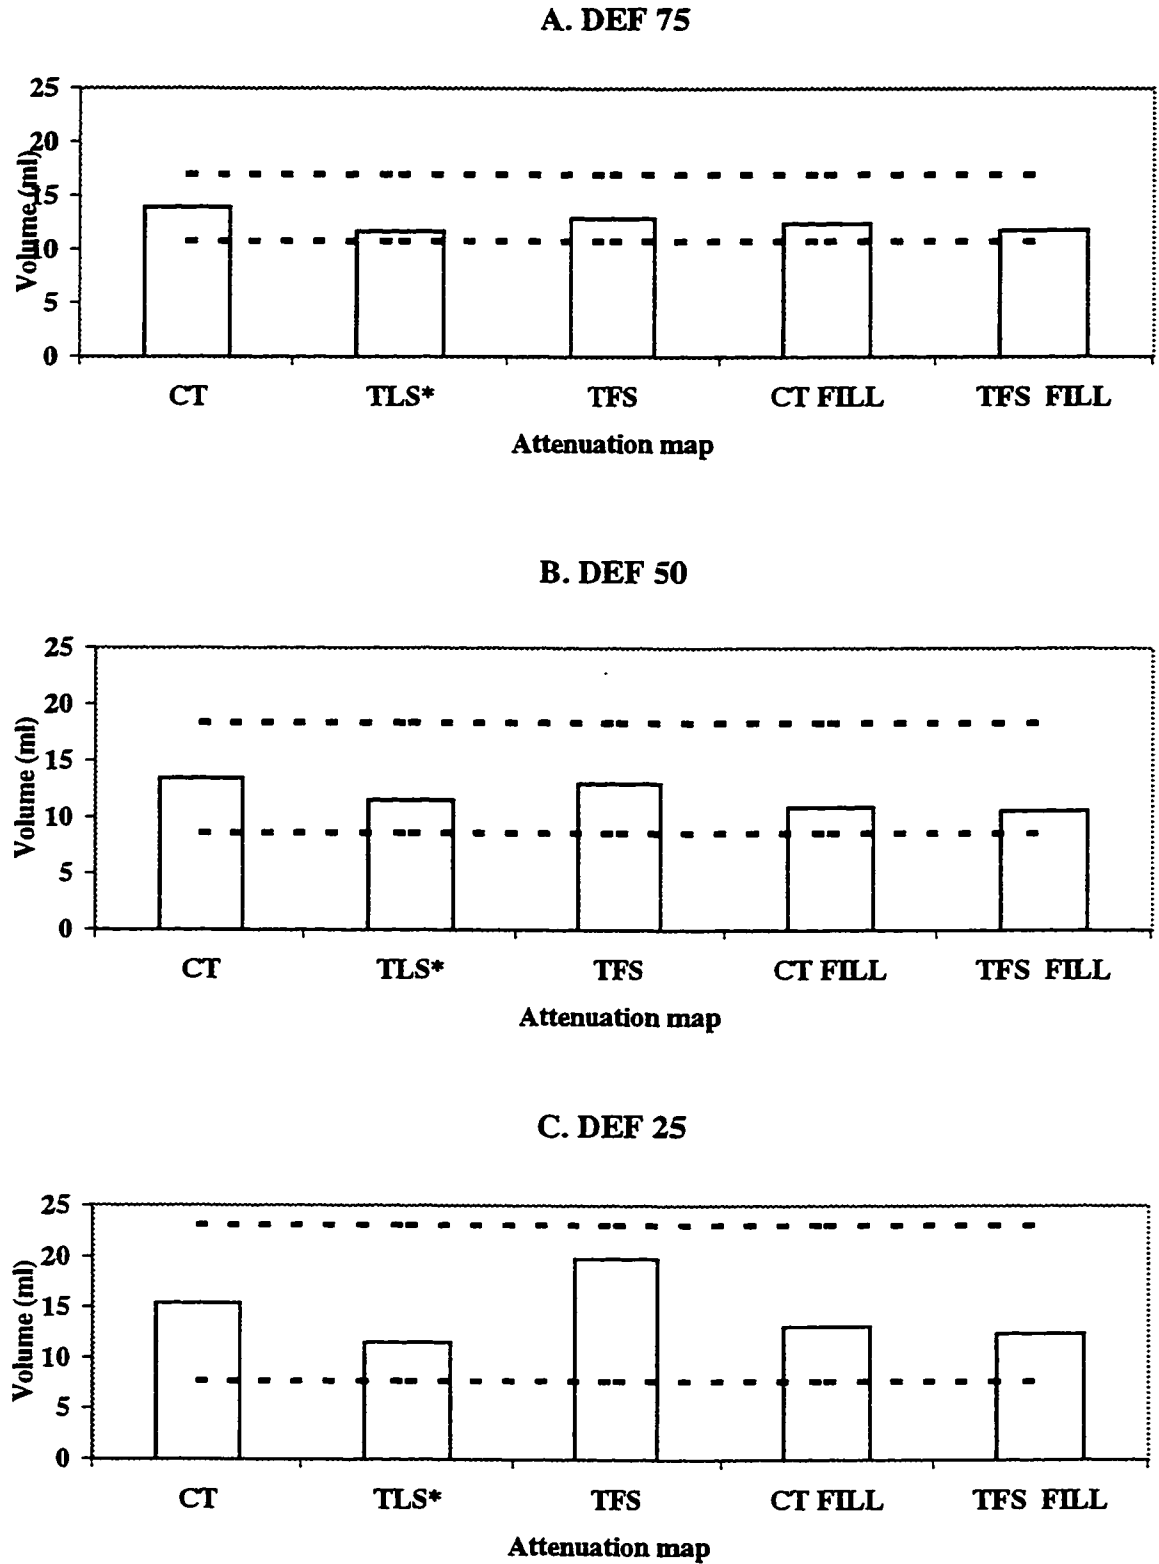 A. DEF 75
25
20
15
10
5
0
Volume (ml)
CT TLS* TFS CT FILL TFS FILL
Attenuation map
B. DEF 50
25
20
15
10
5
0
Volume (ml)
CT TLS* TFS CT FILL TFS FILL
Attenuation map
C. DEF 25
25
20
15
10
5
0
Volume (ml)
CT TLS* TFS CT FILL TFS FILL
Attenuation map